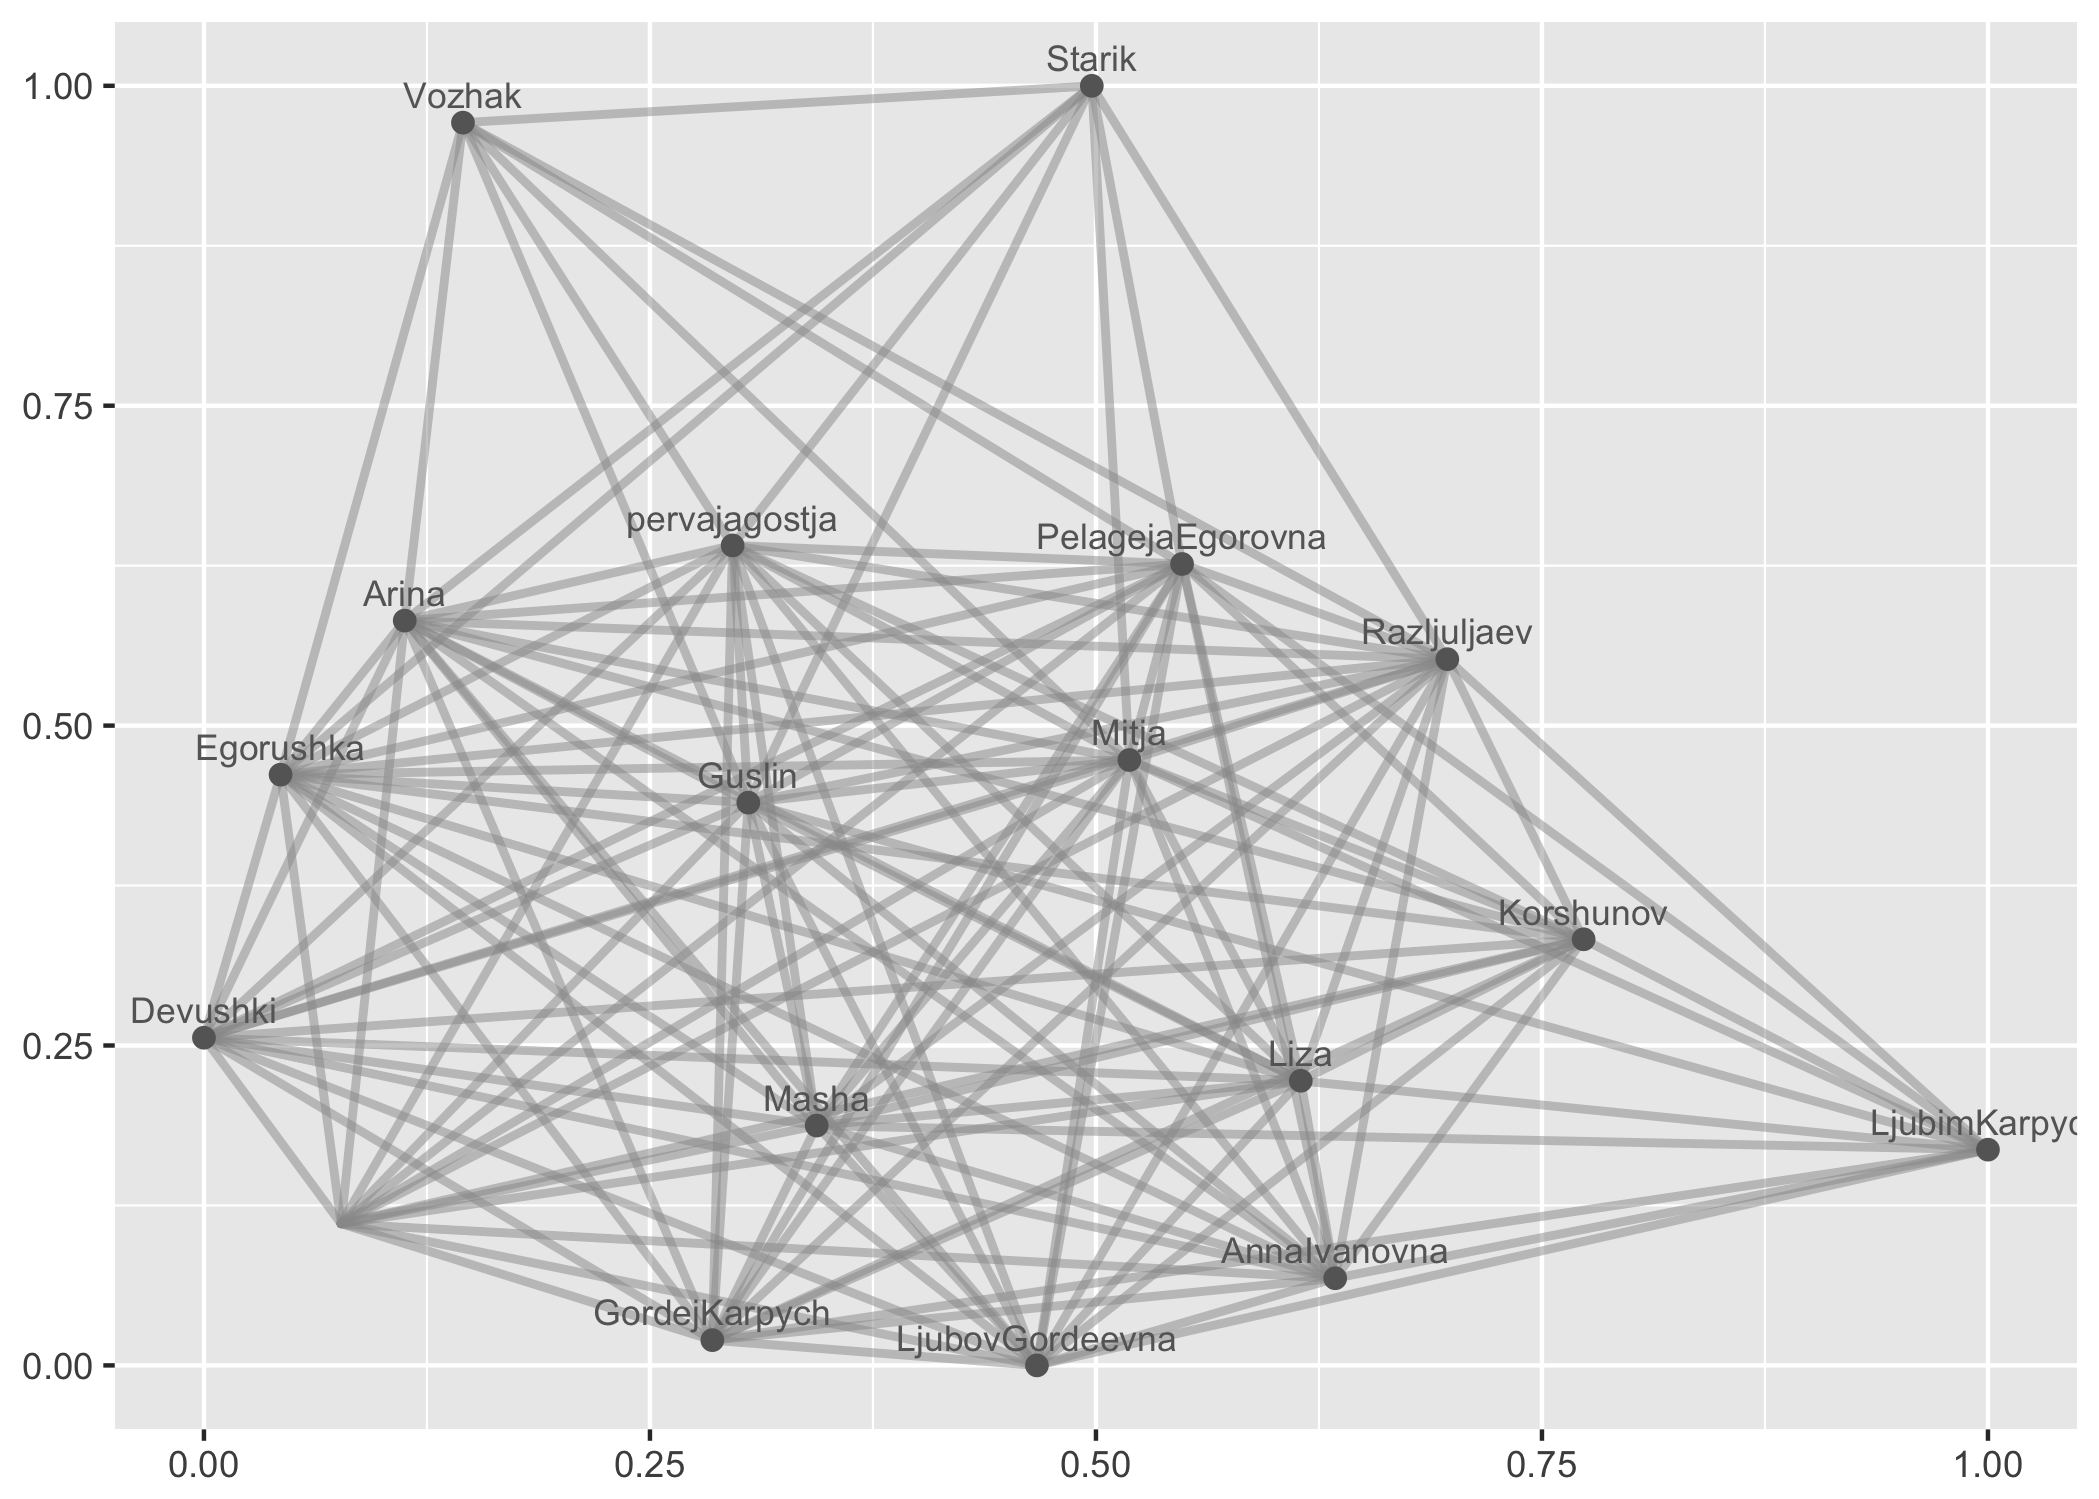 Starik
Vozhak
1.00
0.75
pervajagostja
PelagejaEgorovna
Arina
Razljuljaev
0.50
Mitja
Egorushka
Guslin
Korshunov
Devushki
0.25
Liza
Masha
LjubimKarpyc
AnnaIvanovna
GordejKarpych
LjubovGordeevna
0.00
0.00 0.25 0.50 0.75 1.00